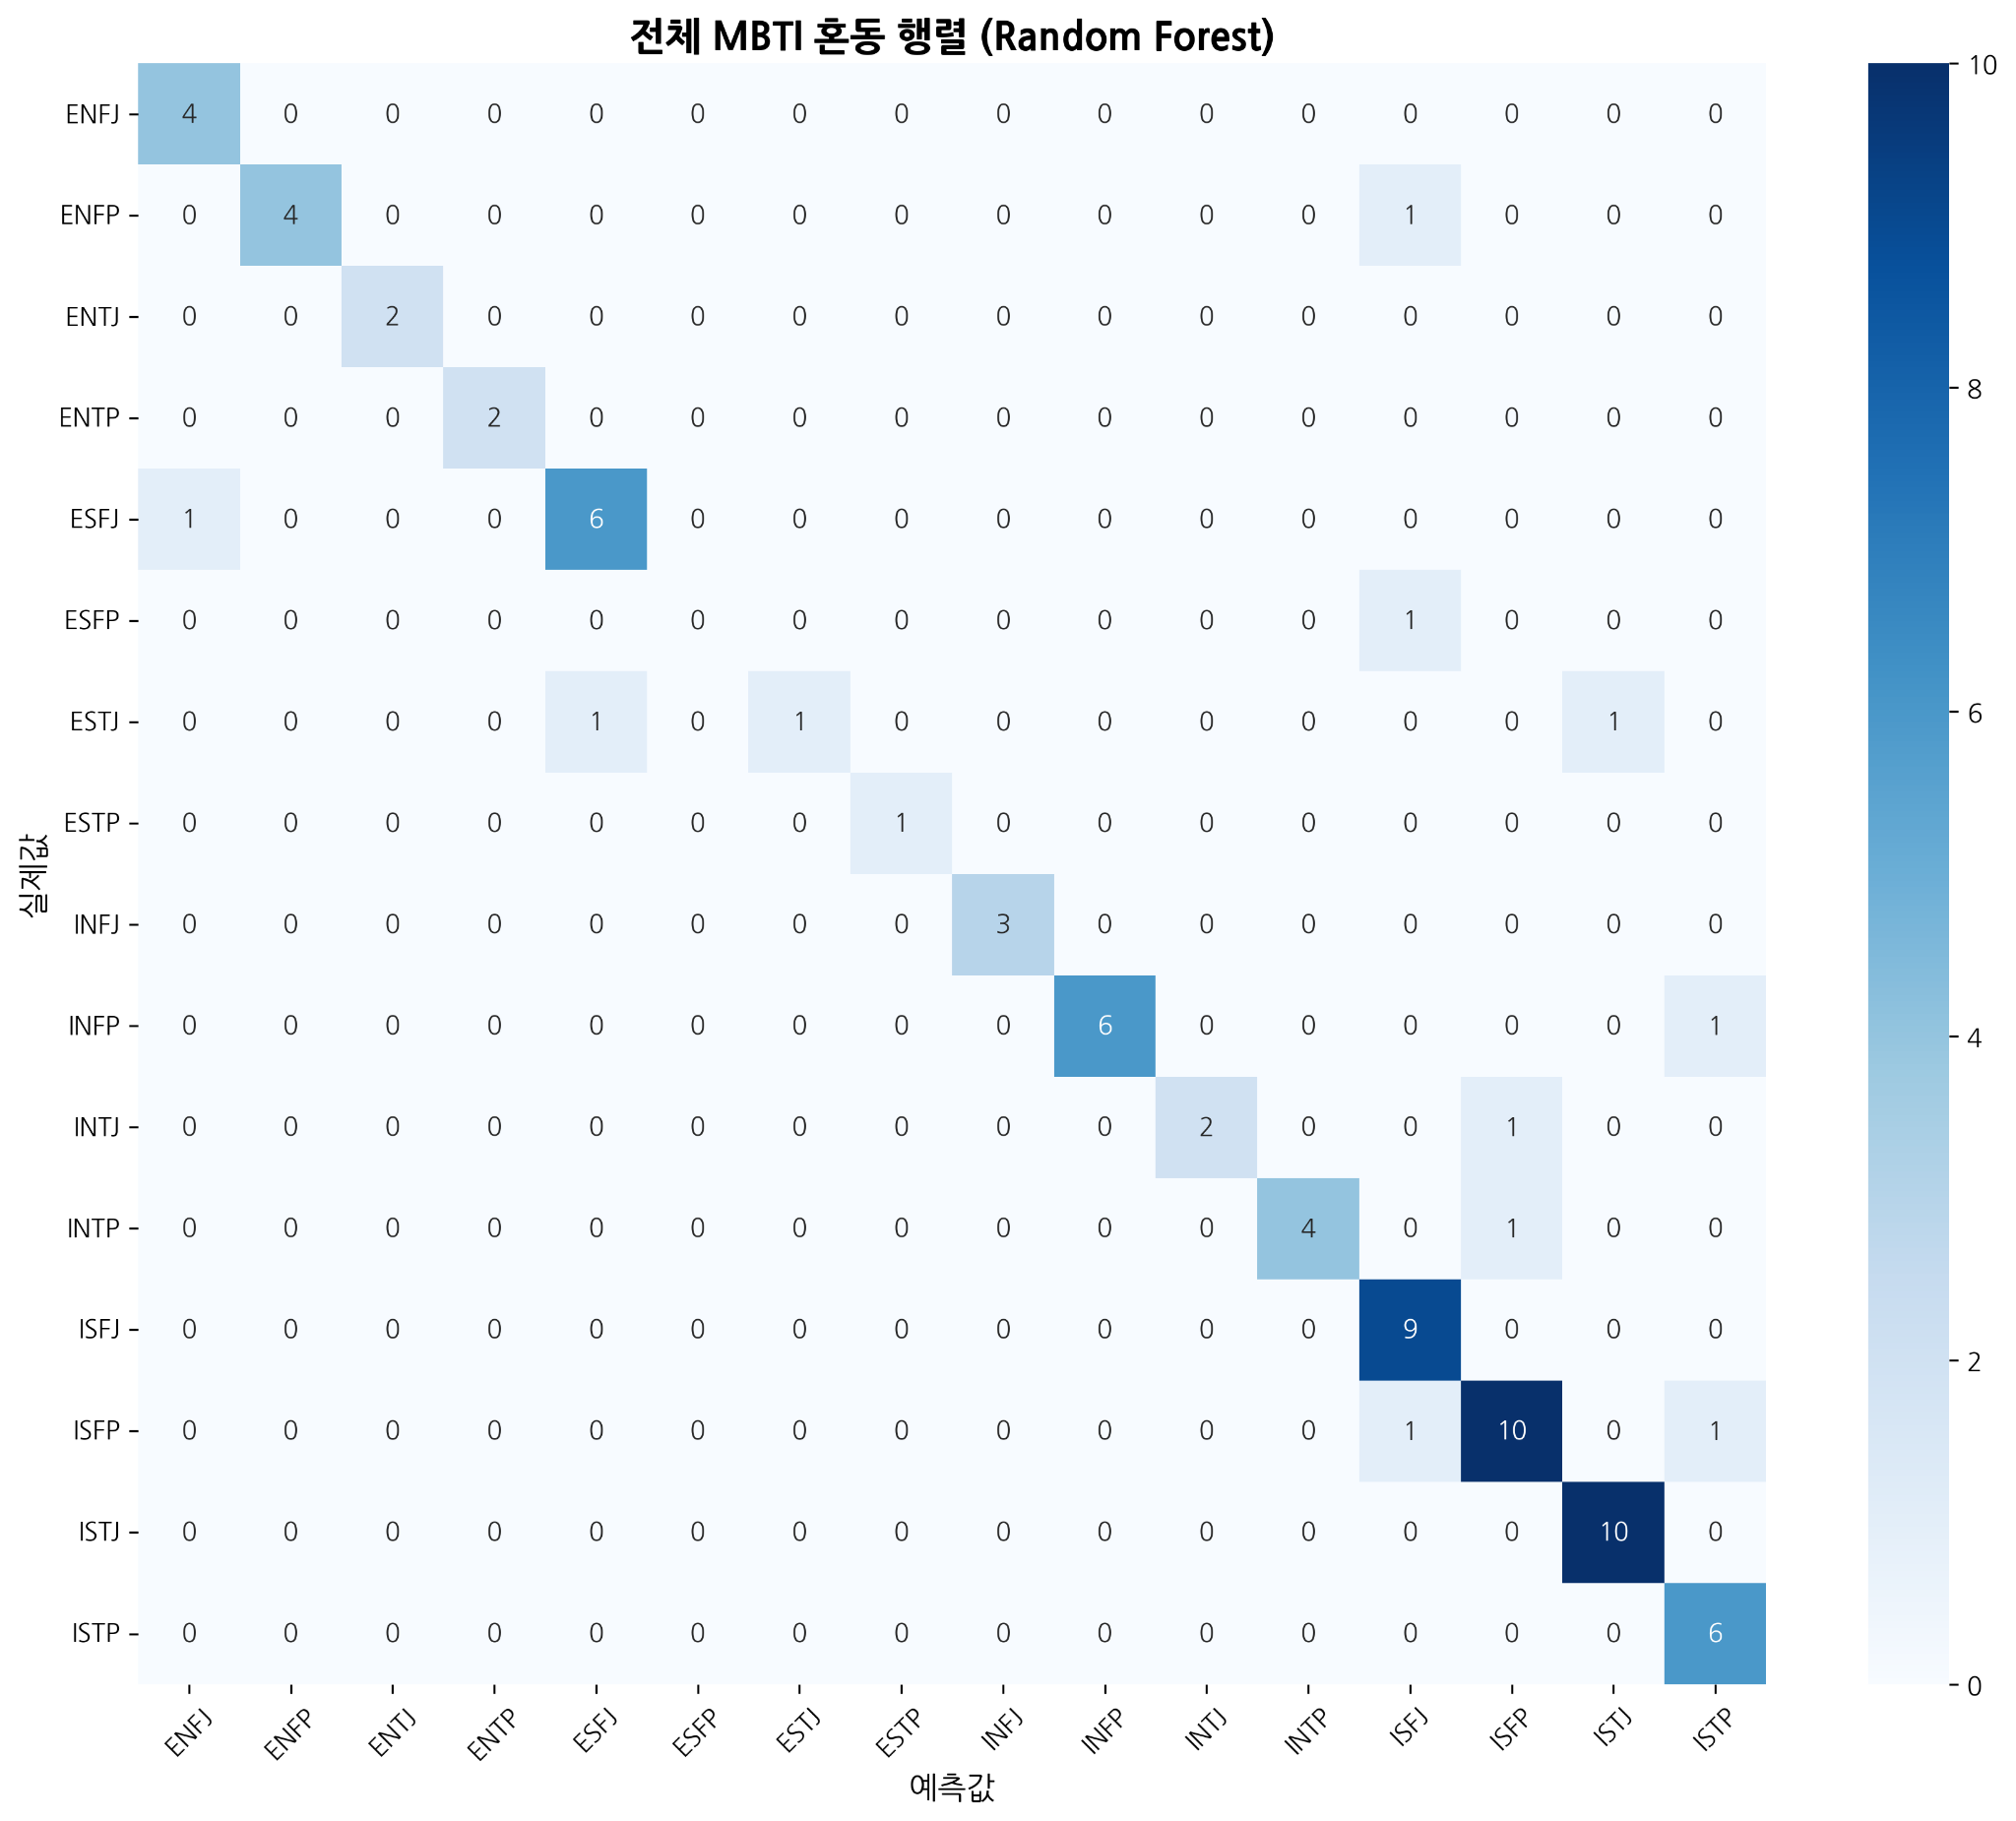 전체 MBTI 혼동 행렬 (Random Forest)
ENFJ 4 0 0 0 0 0 0 0 0 0 0 0 0 0 0 0
ENFP 0 4 0 0 0 0 0 0 0 0 0 0 1 0 0 0
ENTJ 0 0 2 0 0 0 0 0 0 0 0 0 0 0 0 0
ENTP 0 0 0 2 0 0 0 0 0 0 0 0 0 0 0 0
ESFJ 1 0 0 0 6 0 0 0 0 0 0 0 0 0 0 0
ESFP 0 0 0 0 0 0 0 0 0 0 0 0 1 0 0 0
ESTJ 0 0 0 0 1 0 1 0 0 0 0 0 0 0 1 0
ESTP 0 0 0 0 0 0 0 1 0 0 0 0 0 0 0 0
INFJ 0 0 0 0 0 0 0 0 3 0 0 0 0 0 0 0
INFP 0 0 0 0 0 0 0 0 0 6 0 0 0 0 0 1
INTJ 0 0 0 0 0 0 0 0 0 0 2 0 0 1 0 0
INTP 0 0 0 0 0 0 0 0 0 0 0 4 0 1 0 0
ISFJ 0 0 0 0 0 0 0 0 0 0 0 0 9 0 0 0
ISFP 0 0 0 0 0 0 0 0 0 0 0 0 1 10 0 1
ISTJ 0 0 0 0 0 0 0 0 0 0 0 0 0 0 10 0
ISTP 0 0 0 0 0 0 0 0 0 0 0 0 0 0 0 6
ENFJ ENFP ENTJ ENTP ESFJ ESFP ESTJ ESTP INFJ INFP INTJ INTP ISFJ ISFP ISTJ ISTP
예측값
실제값
10
8
6
4
2
0